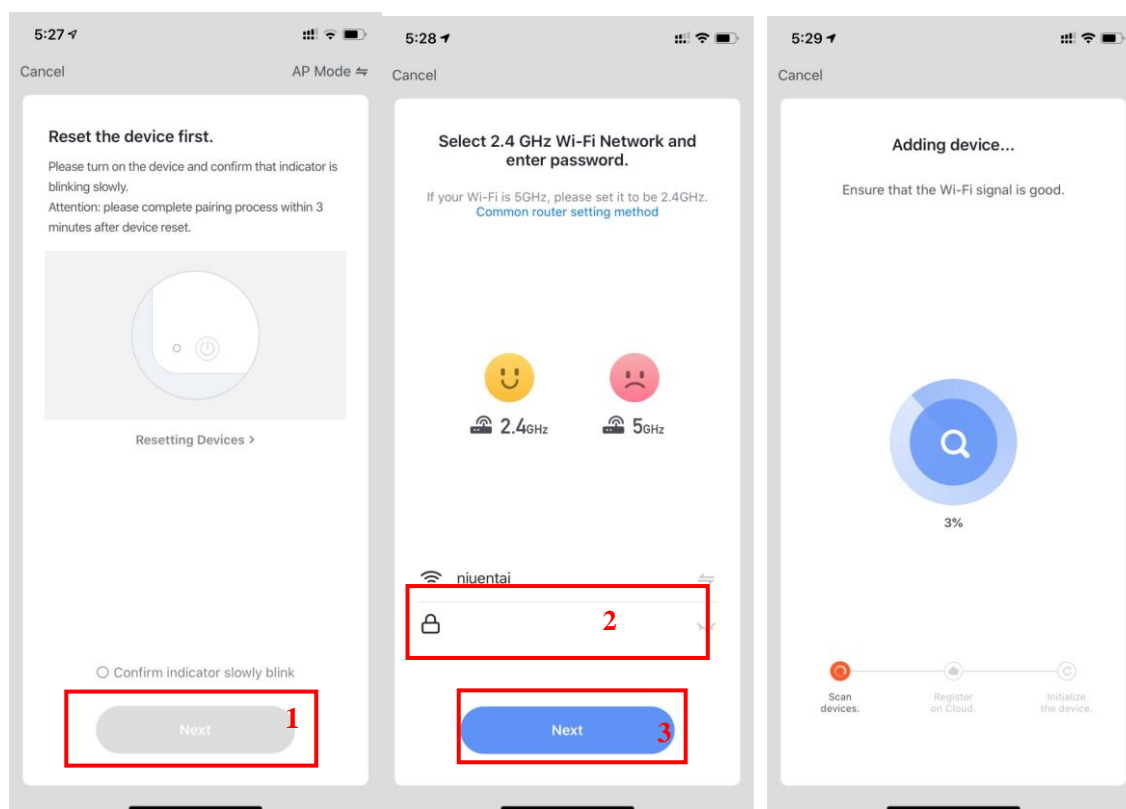 5:27
Cancel
AP Mode
Reset the device first.
Please turn on the device and confirm that indicator is
blinking slowly.
Attention: please complete pairing process within 3
minutes after device reset.
Resetting Devices >
Confirm indicator slowly blink
Next
1
5:28
Cancel
Select 2.4 GHz Wi-Fi Network and
enter password.
If your Wi-Fi is 5GHz, please set it to be 2.4GHz.
Common router setting method
2.4GHz
5GHz
niuentai
2
Next
3
5:29
Cancel
Adding device...
Ensure that the Wi-Fi signal is good.
3%
Scan
devices.
Register
on Cloud.
Initialize
the device.